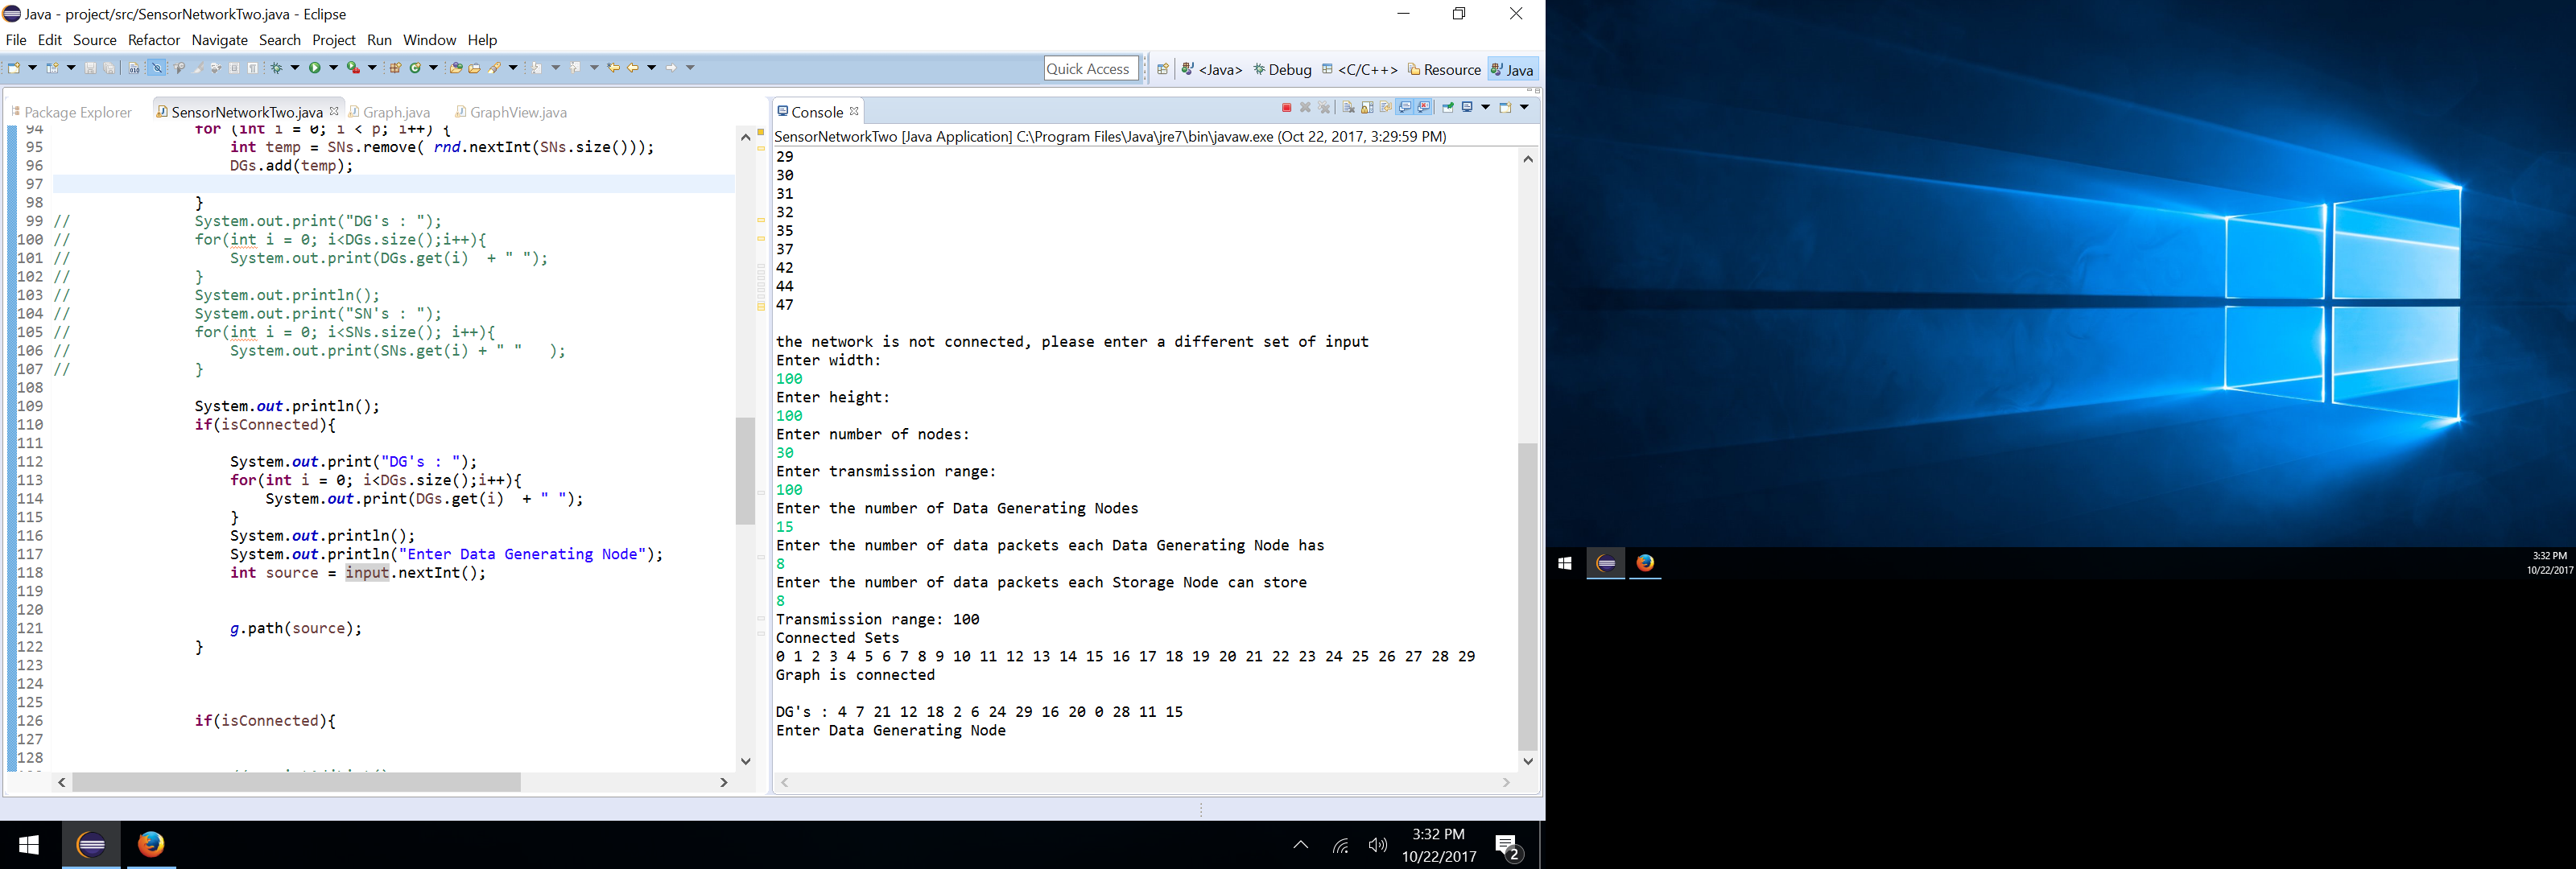 Java - project/src/SensorNetworkTwo.java - Eclipse
File Edit Source Refactor Navigate Search Project Run Window Help
Quick Access
<Java> Debug <C/C++> Resource Java
Package Explorer SensorNetworkTwo.java Graph.java GraphView.java
94 for (int i = 0; i < p; i++) {
95 int temp = SNs.remove( rnd.nextInt(SNs.size()));
96 DGs.add(temp);
97
98 }
99 // System.out.print("DG's : ");
100 // for(int i = 0; i<DGs.size();i++){
101 // System.out.print(DGs.get(i) + " ");
102 // }
103 // System.out.println();
104 // System.out.print("SN's : ");
105 // for(int i = 0; i<SNs.size(); i++){
106 // System.out.print(SNs.get(i) + " " );
107 // }
108
109 System.out.println();
110 if(isConnected){
111
112 System.out.print("DG's : ");
113 for(int i = 0; i<DGs.size();i++){
114 System.out.print(DGs.get(i) + " ");
115 }
116 System.out.println();
117 System.out.println("Enter Data Generating Node");
118 int source = input.nextInt();
119
120
121 g.path(source);
122 }
123
124
125
126 if(isConnected){
127
128
Console
SensorNetworkTwo [Java Application] C:\Program Files\Java\jre7\bin\javaw.exe (Oct 22, 2017, 3:29:59 PM)
29
30
31
32
35
37
42
44
47
the network is not connected, please enter a different set of input
Enter width:
100
Enter height:
100
Enter number of nodes:
30
Enter transmission range:
100
Enter the number of Data Generating Nodes
15
Enter the number of data packets each Data Generating Node has
8
Enter the number of data packets each Storage Node can store
8
Transmission range: 100
Connected Sets
0 1 2 3 4 5 6 7 8 9 10 11 12 13 14 15 16 17 18 19 20 21 22 23 24 25 26 27 28 29
Graph is connected
DG's : 4 7 21 12 18 2 6 24 29 16 20 0 28 11 15
Enter Data Generating Node
3:32 PM
10/22/2017
2
3:32 PM
10/22/2017